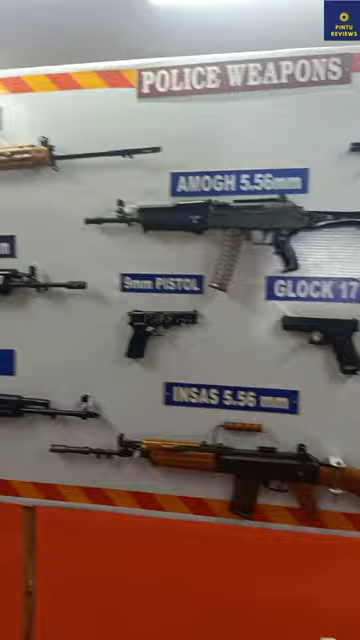 PINTU
REVIEWS
POLICE WEAPONS
AMOGH 5.56mm
9mm PISTOL
GLOCK 17
INSAS 5.56 mm